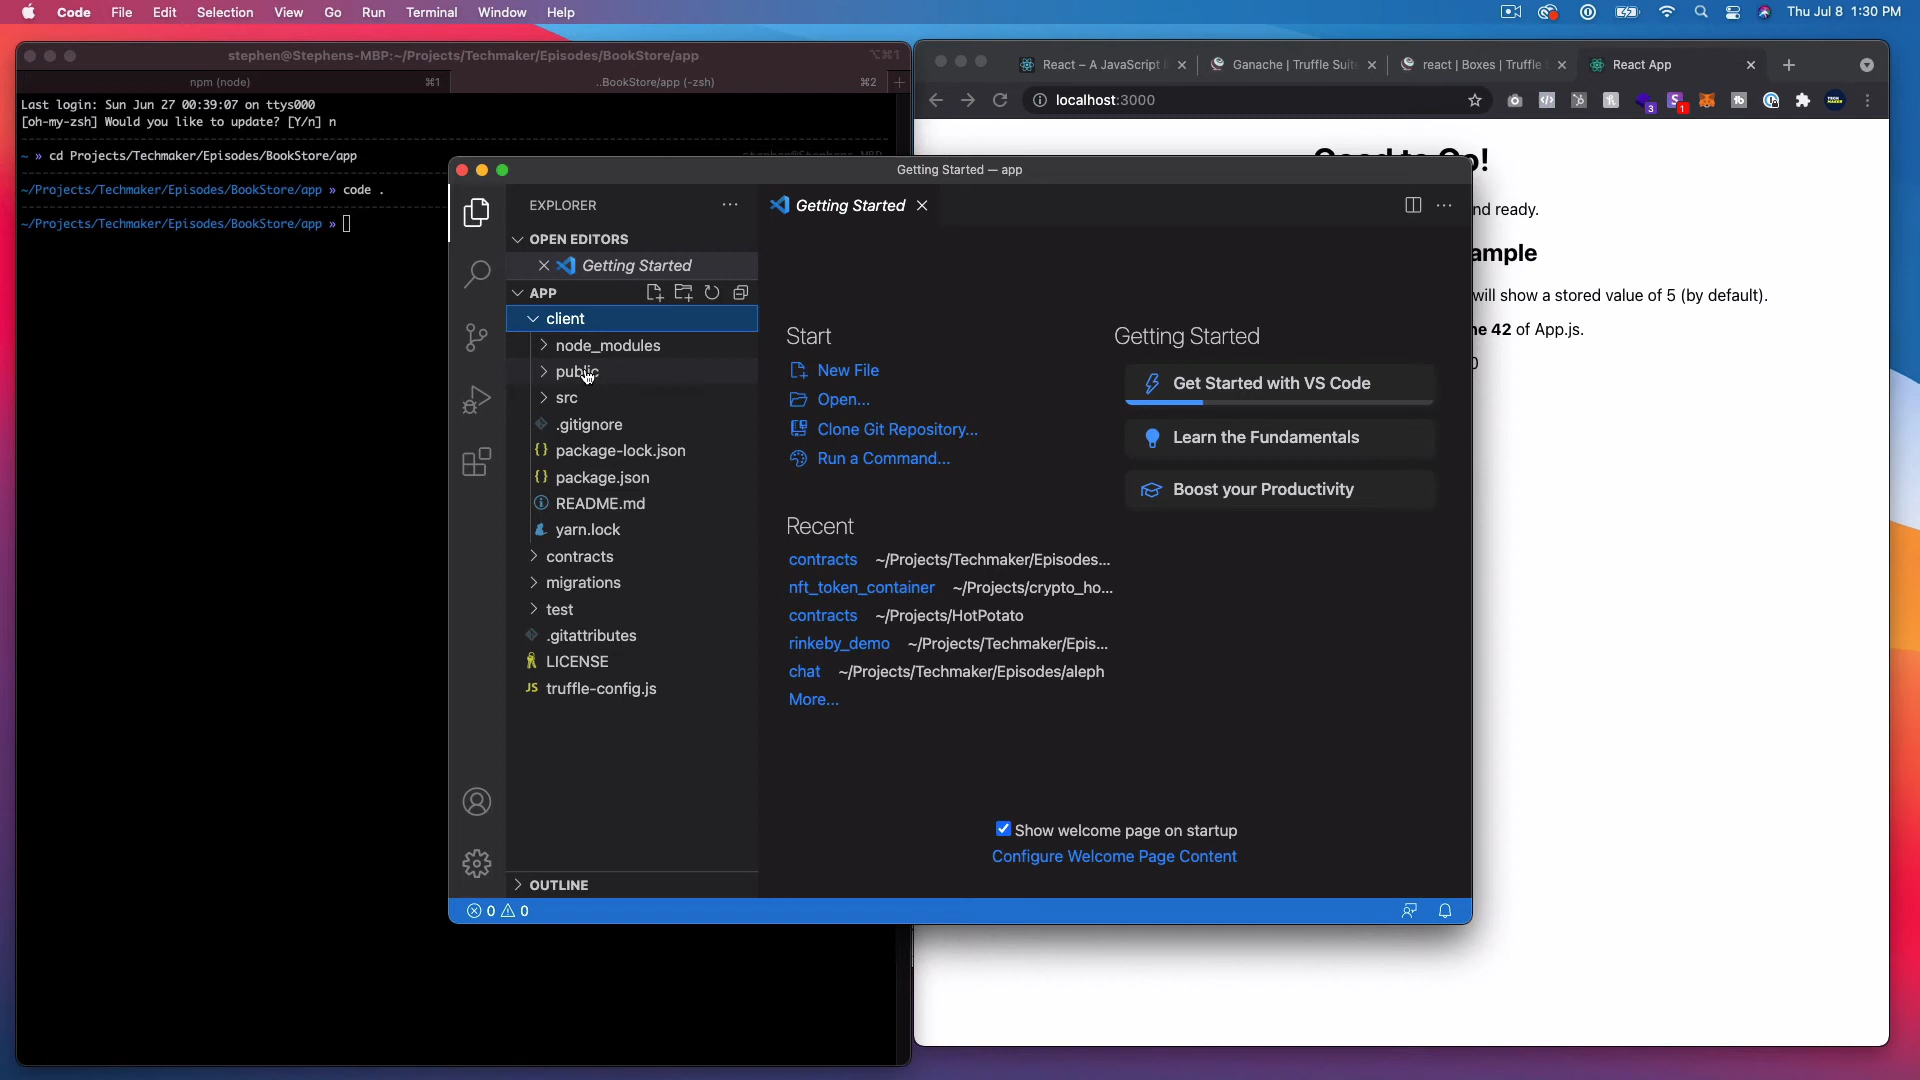 Code File Edit Selection View Go Run Terminal Window Help
Thu Jul 8 1:30 PM
stephen@Stephens-MBP:~/Projects/Techmaker/Episodes/BookStore/app
⌥⌘1
npm (node) ⌘1
..BookStore/app (-zsh) ⌘2
Last login: Sun Jun 27 00:39:07 on ttys000
[oh-my-zsh] Would you like to update? [Y/n] n
~ » cd Projects/Techmaker/Episodes/BookStore/app
~/Projects/Techmaker/Episodes/BookStore/app » code .
~/Projects/Techmaker/Episodes/BookStore/app »
React – A JavaScript
Ganache | Truffle Suite
react | Boxes | Truffle
React App
localhost:3000
3
1
o!
nd ready.
ample
will show a stored value of 5 (by default).
ne 42 of App.js.
Getting Started — app
EXPLORER
OPEN EDITORS
Getting Started
APP
client
node_modules
public
src
.gitignore
package-lock.json
package.json
README.md
yarn.lock
contracts
migrations
test
.gitattributes
LICENSE
JS truffle-config.js
OUTLINE
0 0
Getting Started
Start
New File
Open...
Clone Git Repository...
Run a Command...
Recent
contracts ~/Projects/Techmaker/Episodes...
nft_token_container ~/Projects/crypto_ho...
contracts ~/Projects/HotPotato
rinkeby_demo ~/Projects/Techmaker/Epis...
chat ~/Projects/Techmaker/Episodes/aleph
More...
Getting Started
Get Started with VS Code
Learn the Fundamentals
Boost your Productivity
Show welcome page on startup
Configure Welcome Page Content